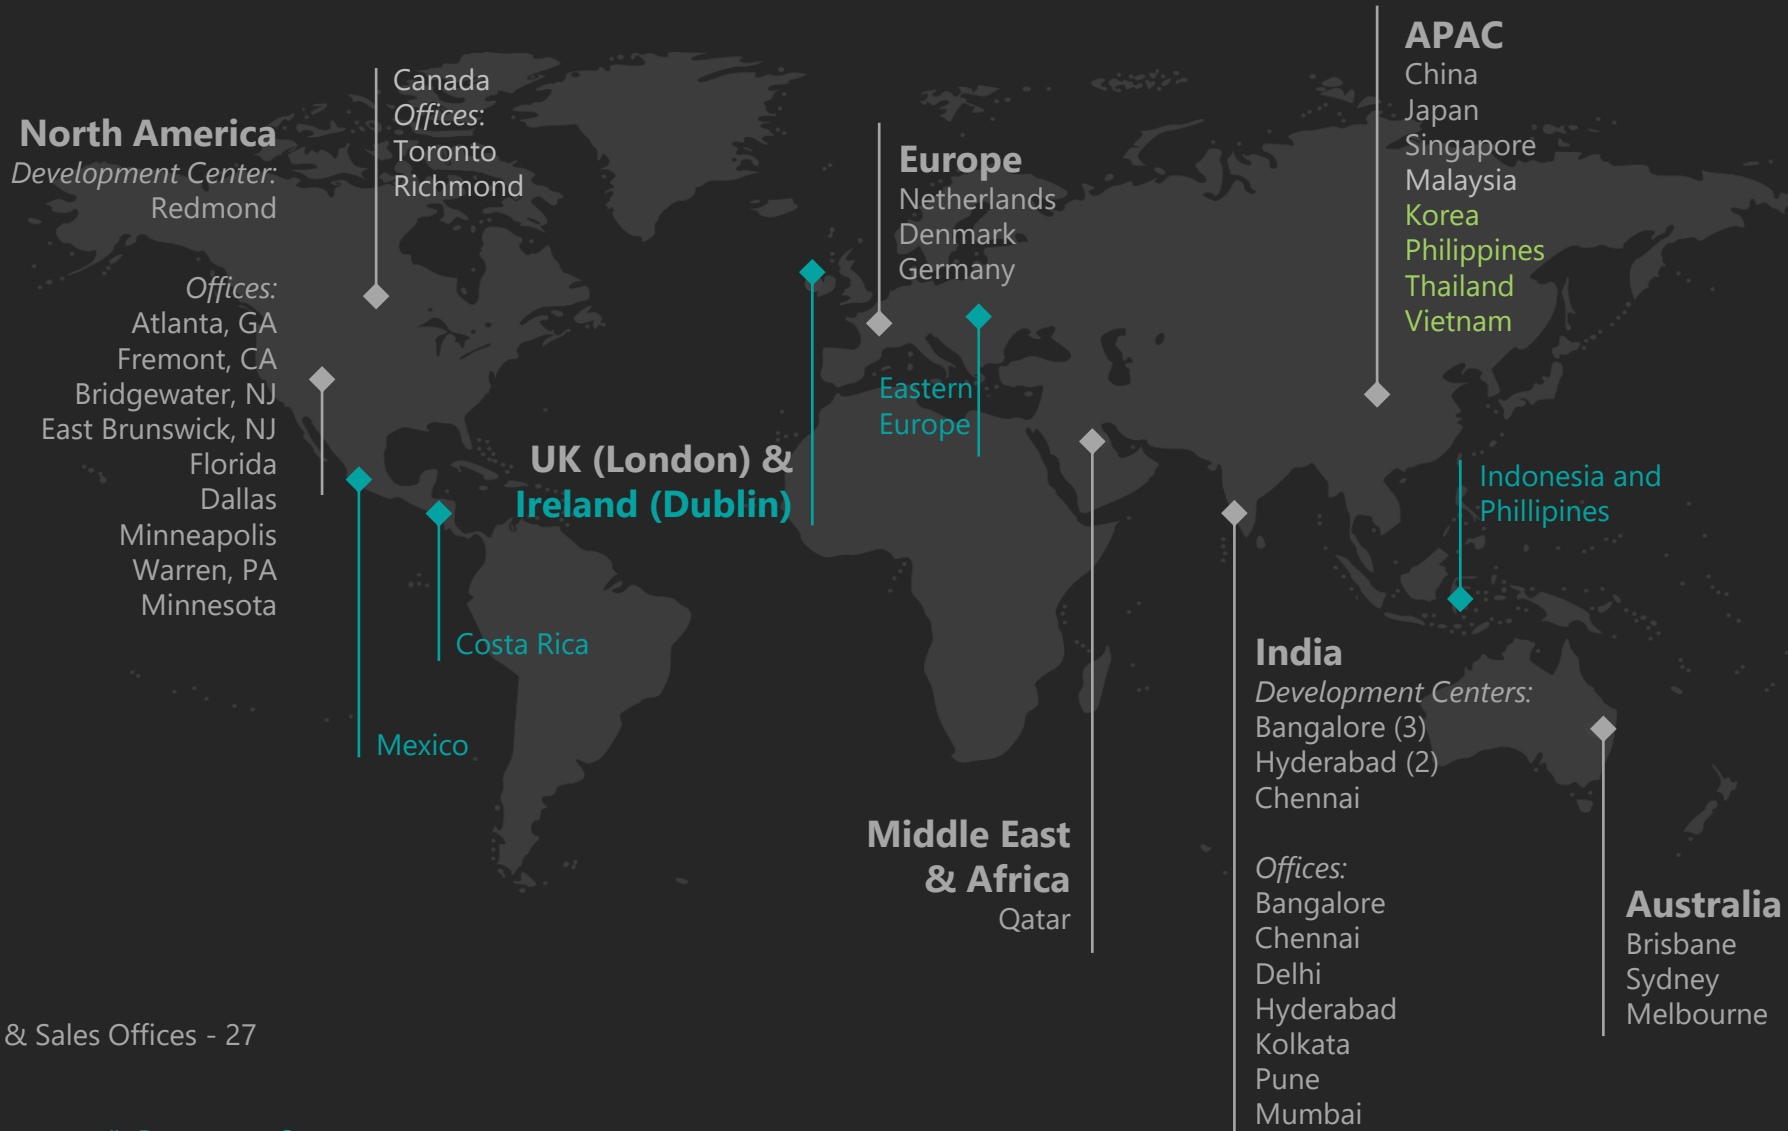 North America
Development Center:
Redmond
Offices:
Atlanta, GA
Fremont, CA
Bridgewater, NJ
East Brunswick, NJ
Florida
Dallas
Minneapolis
Warren, PA
Minnesota
Canada
Offices:
Toronto
Richmond
Mexico
Costa Rica
UK (London) &
Ireland (Dublin)
Europe
Netherlands
Denmark
Germany
Eastern
Europe
Middle East
& Africa
Qatar
APAC
China
Japan
Singapore
Malaysia
Korea
Philippines
Thailand
Vietnam
Indonesia and
Phillipines
India
Development Centers:
Bangalore (3)
Hyderabad (2)
Chennai
Offices:
Bangalore
Chennai
Delhi
Hyderabad
Kolkata
Pune
Mumbai
Australia
Brisbane
Sydney
Melbourne
& Sales Offices - 27